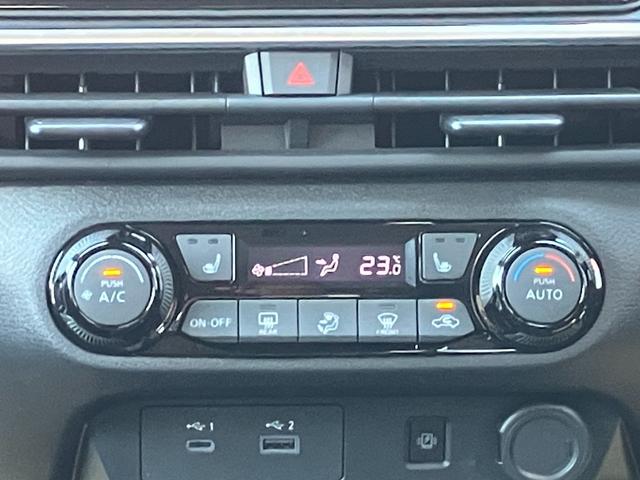 23.0
PUSH
A/C
PUSH
AUTO
ON·OFF
REAR
FRONT
1
2